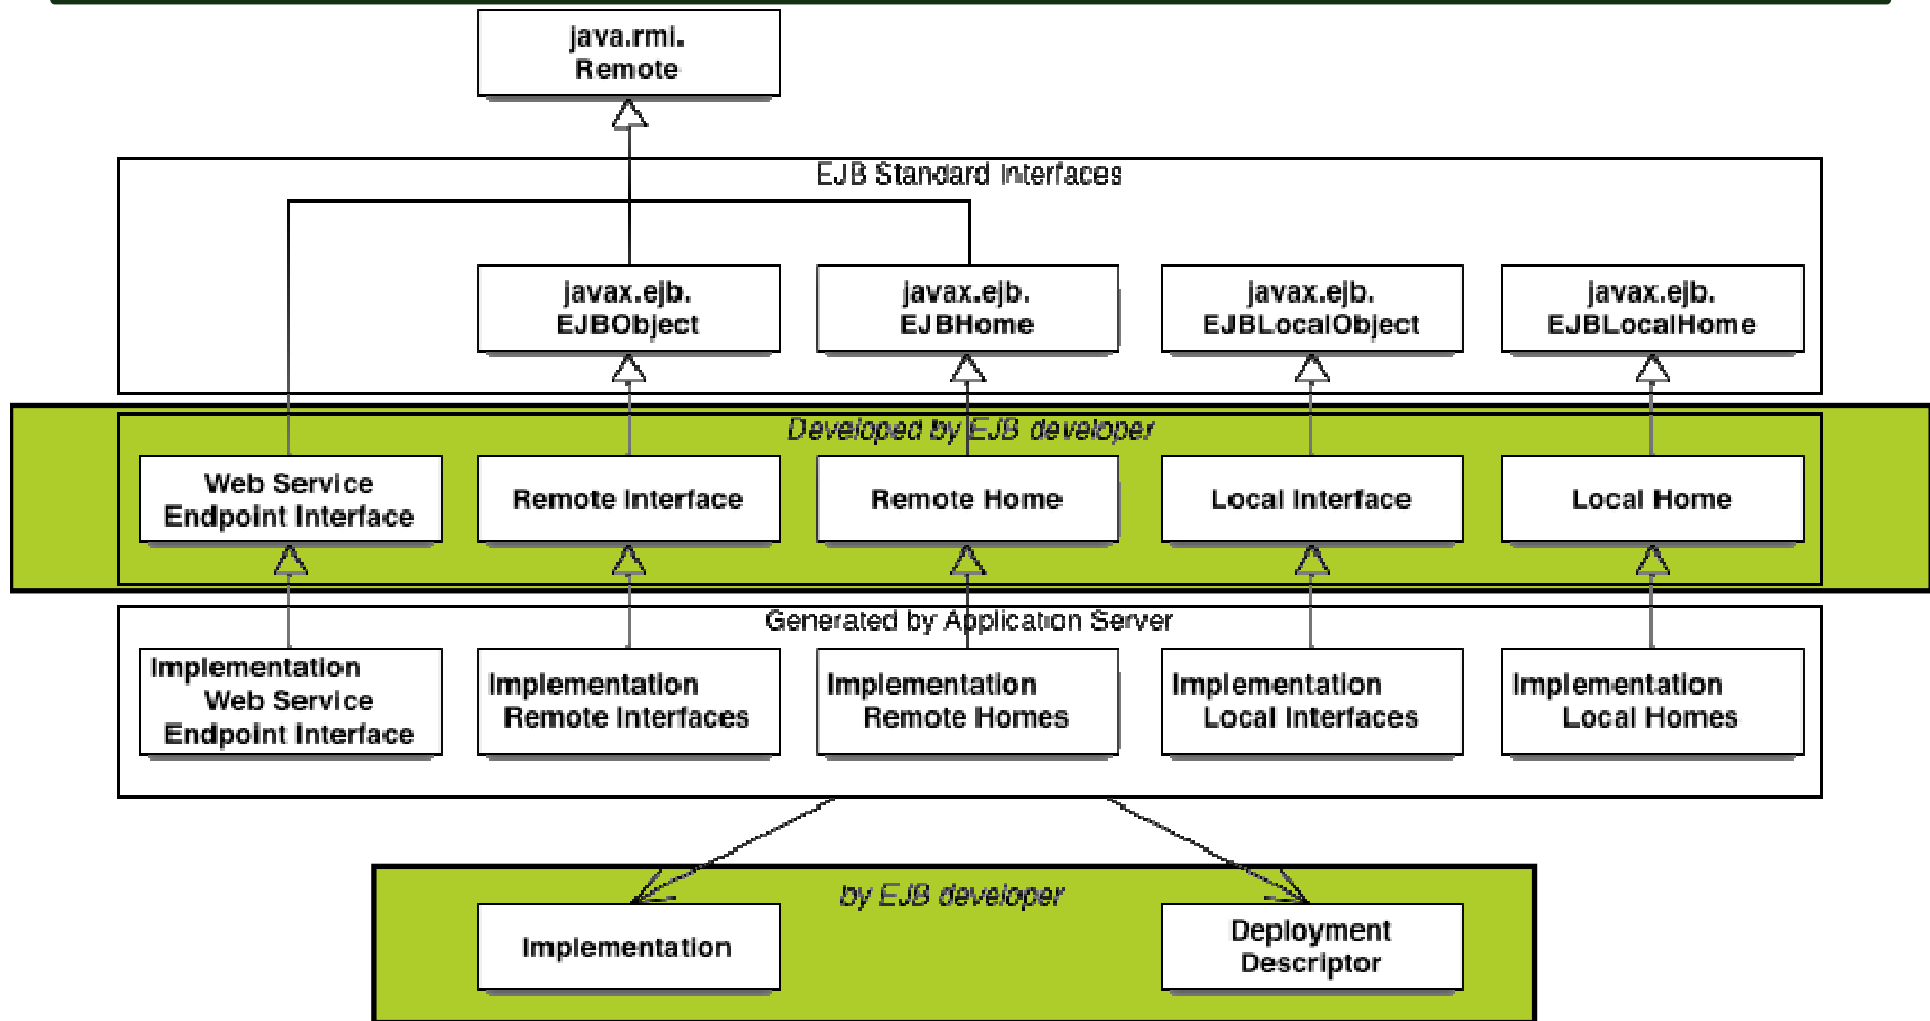 java.rmi.
Remote
EJB Standard Interfaces
javax.ejb.
EJBObject
javax.ejb.
EJBHome
javax.ejb.
EJBLocalObject
javax.ejb.
EJBLocalHome
Developed by EJB developer
Web Service
Endpoint Interface
Remote Interface
Remote Home
Local Interface
Local Home
Generated by Application Server
Implementation
Web Service
Endpoint Interface
Implementation
Remote Interfaces
Implementation
Remote Homes
Implementation
Local Interfaces
Implementation
Local Homes
by EJB developer
Implementation
Deployment
Descriptor